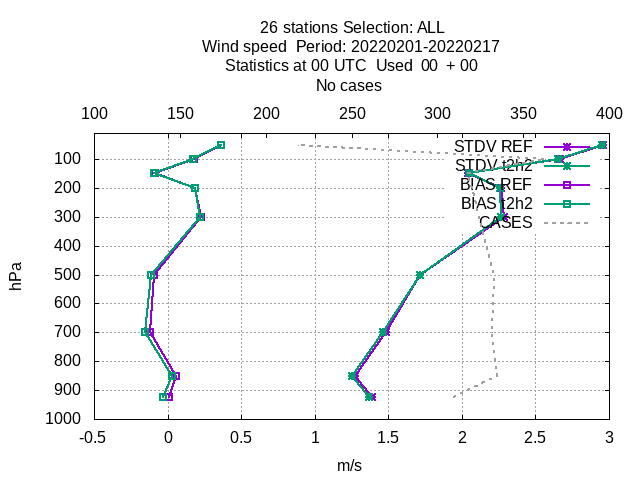 26 stations Selection: ALL
Wind speed  Period: 20220201-20220217
Statistics at 00 UTC  Used  00  + 00
No cases
100 150 200 250 300 350 400
STDV REF
STDV t2h2
BIAS REF
BIAS t2h2
CASES
hPa
100
200
300
400
500
600
700
800
900
1000
-0.5 0 0.5 1 1.5 2 2.5 3
m/s